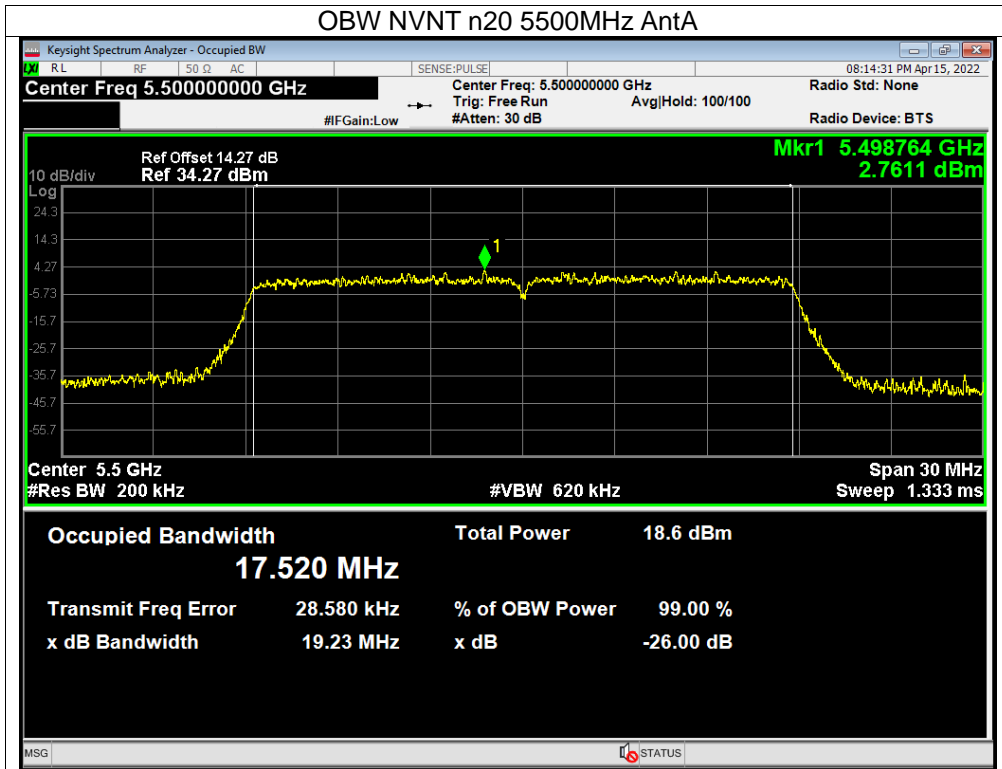 OBW NVNT n20 5500MHz AntA
Keysight Spectrum Analyzer - Occupied BW
LXI RL RF 50 Ω AC SENSE:PULSE 08:14:31 PM Apr 15, 2022
Center Freq 5.500000000 GHz Center Freq: 5.500000000 GHz Radio Std: None
Trig: Free Run Avg|Hold: 100/100
#IFGain:Low #Atten: 30 dB Radio Device: BTS
Mkr1 5.498764 GHz
Ref Offset 14.27 dB
10 dB/div Ref 34.27 dBm 2.7611 dBm
Log
24.3
14.3
1
4.27
-5.73
-15.7
-25.7
-35.7
-45.7
-55.7
Center 5.5 GHz Span 30 MHz
#Res BW 200 kHz #VBW 620 kHz Sweep 1.333 ms
Occupied Bandwidth Total Power 18.6 dBm
17.520 MHz
Transmit Freq Error 28.580 kHz % of OBW Power 99.00 %
x dB Bandwidth 19.23 MHz x dB -26.00 dB
MSG STATUS